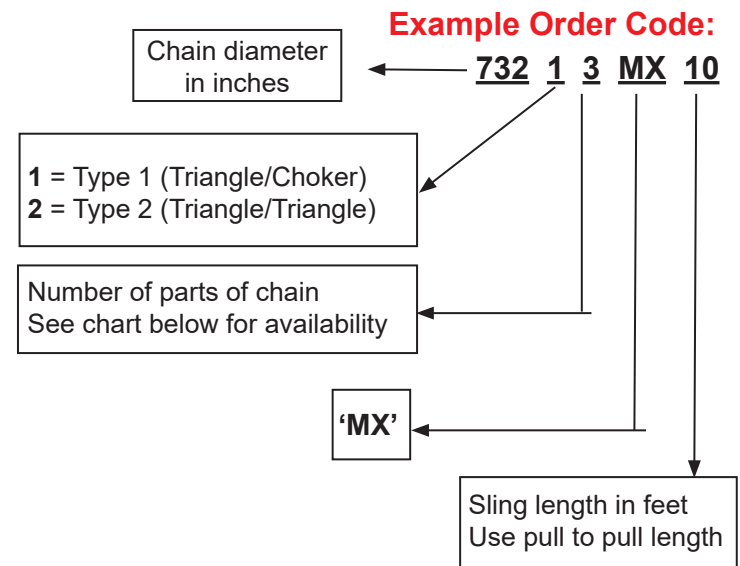 Example Order Code:
732 1 3 MX 10
Chain diameter
in inches
1 = Type 1 (Triangle/Choker)
2 = Type 2 (Triangle/Triangle)
Number of parts of chain
See chart below for availability
‘MX’
Sling length in feet
Use pull to pull length